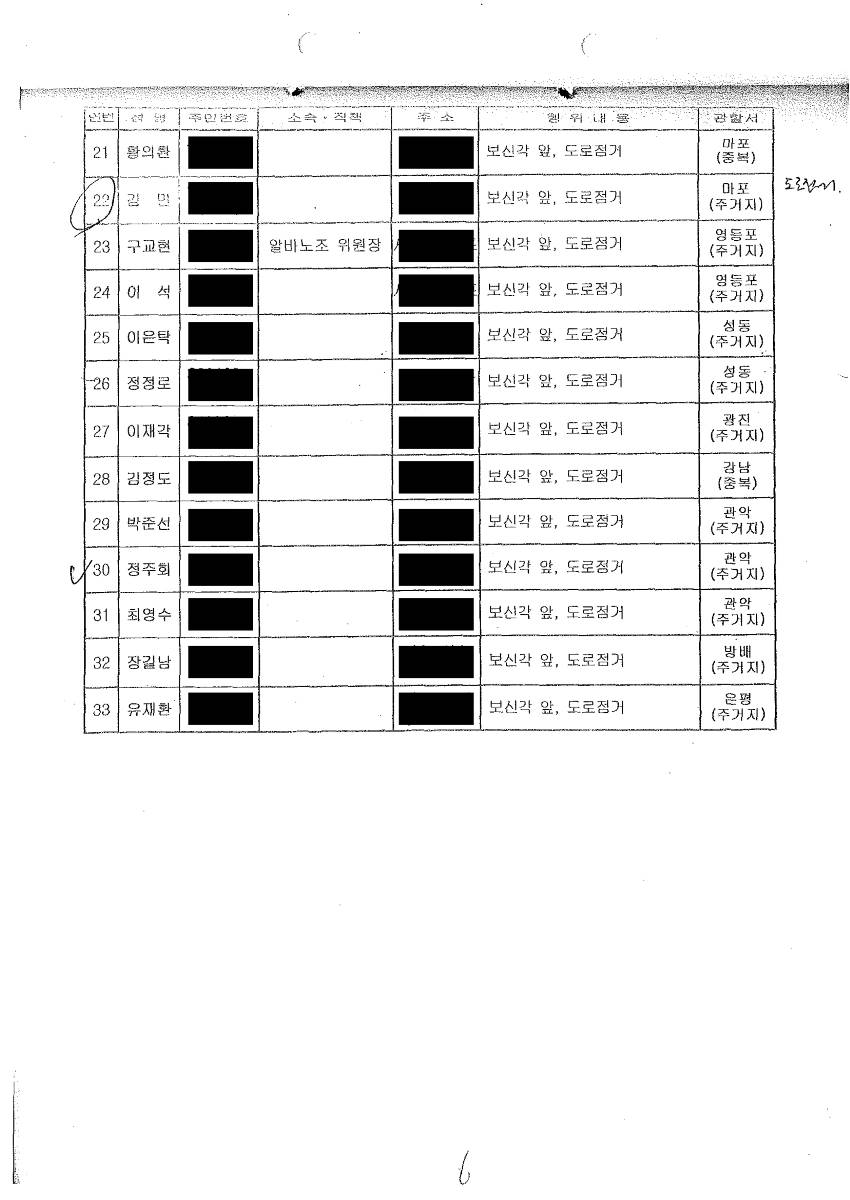 연번 성 명 주민번호 소속·직책 주 소 행 위 내 용 관할서
21 황의환 보신각 앞, 도로점거 마포
(중복)
22 김 민 보신각 앞, 도로점거 마포
(주거지)
도로점거.
23 구교현 알바노조 위원장 보신각 앞, 도로점거 영등포
(주거지)
24 이 석 보신각 앞, 도로점거 영등포
(주거지)
25 이은탁 보신각 앞, 도로점거 성동
(주거지)
26 정정로 보신각 앞, 도로점거 성동
(주거지)
27 이재각 보신각 앞, 도로점거 광진
(주거지)
28 김정도 보신각 앞, 도로점거 강남
(중복)
29 박준선 보신각 앞, 도로점거 관악
(주거지)
30 정주회 보신각 앞, 도로점거 관악
(주거지)
31 최영수 보신각 앞, 도로점거 관악
(주거지)
32 장길남 보신각 앞, 도로점거 방배
(주거지)
33 유재환 보신각 앞, 도로점거 은평
(주거지)
6